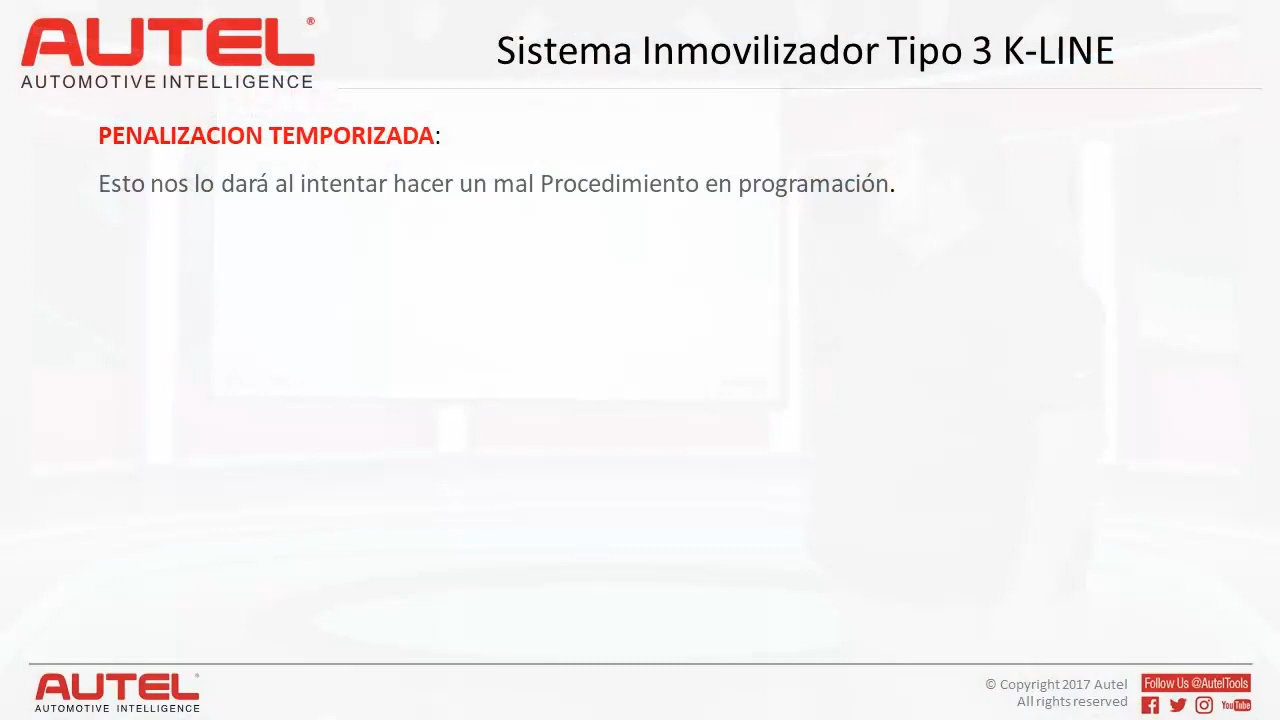 AUTEL®
AUTOMOTIVE INTELLIGENCE
Sistema Inmovilizador Tipo 3 K-LINE
PENALIZACION TEMPORIZADA:
Esto nos lo dará al intentar hacer un mal Procedimiento en programación.
AUTEL®
AUTOMOTIVE INTELLIGENCE
© Copyright 2017 Autel
All rights reserved
Follow Us @AutelTools
YouTube